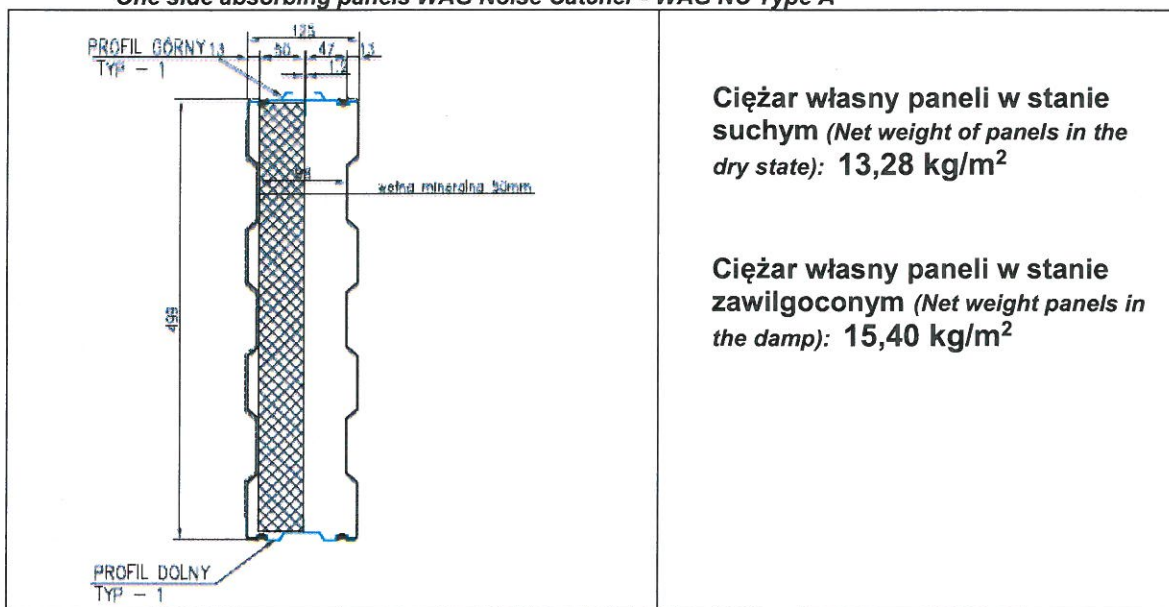 One side absorbing panels WAG Noise Catcher - WAG NC Type A
125
PROFIL GÓRNY
TYP – 1
13 50 47 13
1.2
98
wełna mineralna 50mm
499
PROFIL DOLNY
TYP – 1
Ciężar własny paneli w stanie
suchym (Net weight of panels in the
dry state): 13,28 kg/m²
Ciężar własny paneli w stanie
zawilgoconym (Net weight panels in
the damp): 15,40 kg/m²